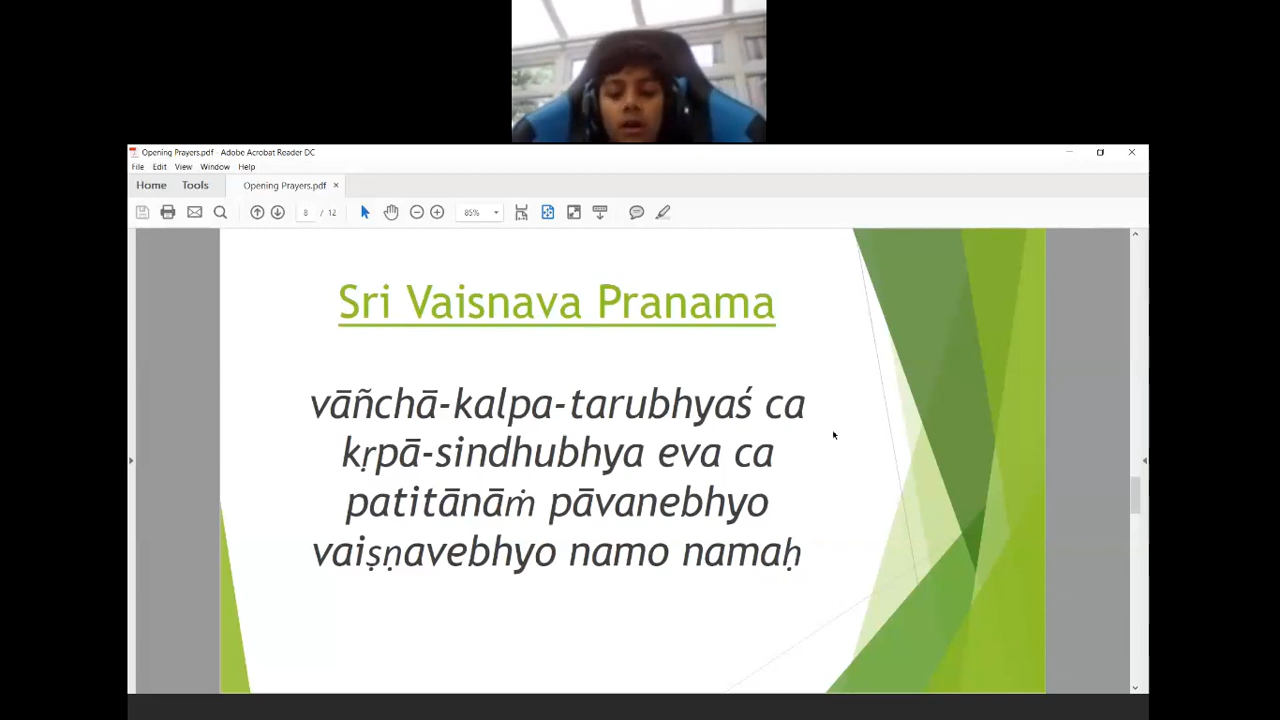 Opening Prayers.pdf - Adobe Acrobat Reader DC
File Edit View Window Help
Home Tools Opening Prayers.pdf ×
8 / 12 85%
Sri Vaisnava Pranama
vāñchā-kalpa-tarubhyaś ca
kṛpā-sindhubhya eva ca
patitānāṁ pāvanebhyo
vaiṣṇavebhyo namo namaḥ